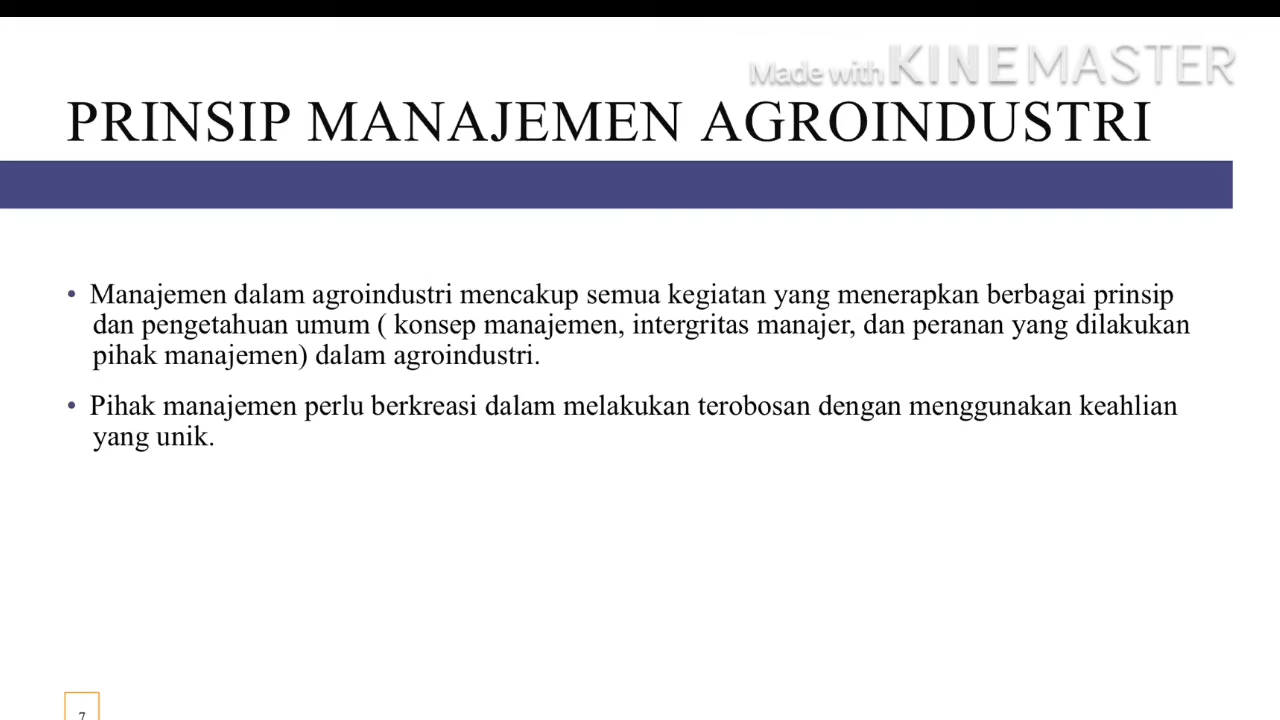 Made with KINEMASTER
PRINSIP MANAJEMEN AGROINDUSTRI
• Manajemen dalam agroindustri mencakup semua kegiatan yang menerapkan berbagai prinsip
dan pengetahuan umum ( konsep manajemen, intergritas manajer, dan peranan yang dilakukan
pihak manajemen) dalam agroindustri.
• Pihak manajemen perlu berkreasi dalam melakukan terobosan dengan menggunakan keahlian
yang unik.
7